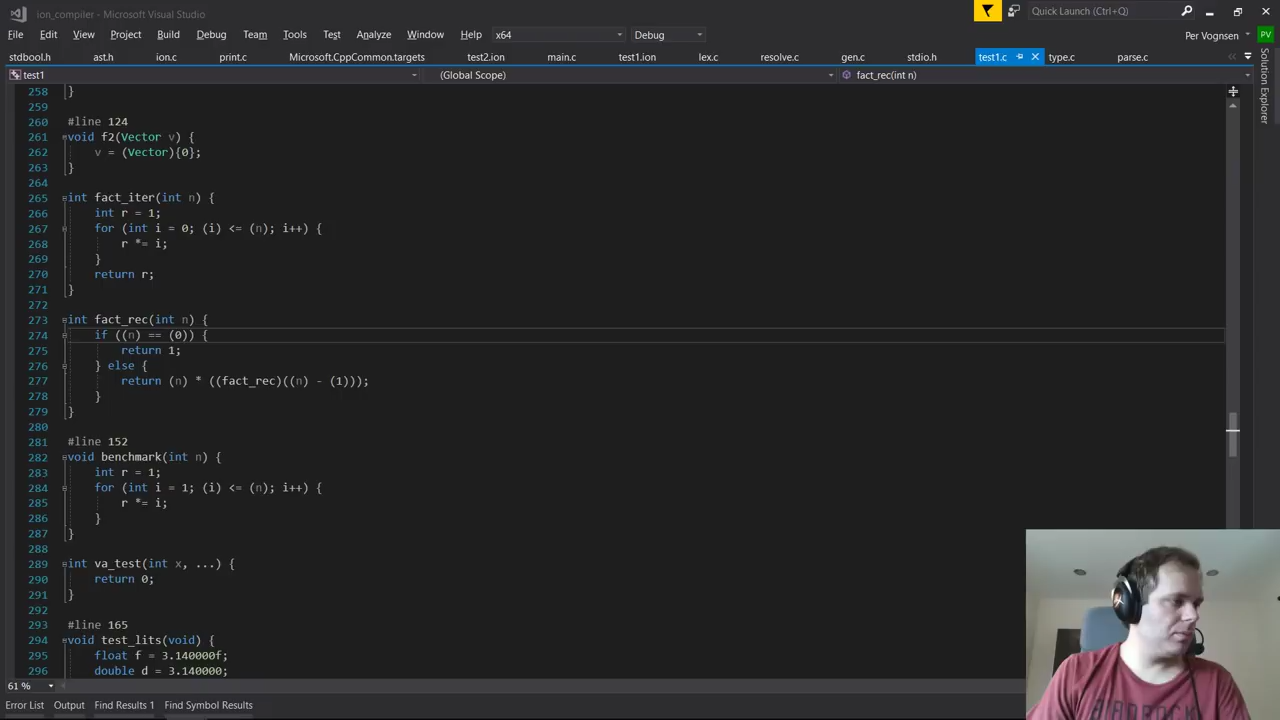 ion_compiler - Microsoft Visual Studio
Quick Launch (Ctrl+Q)
File Edit View Project Build Debug Team Tools Test Analyze Window Help x64 Debug
Per Vognsen PV
stdbool.h ast.h ion.c print.c Microsoft.CppCommon.targets test2.ion main.c test1.ion lex.c resolve.c gen.c stdio.h test1.c type.c parse.c
Solution Explorer
test1 (Global Scope) fact_rec(int n)
258 }
259
260 #line 124
261 void f2(Vector v) {
262 v = (Vector){0};
263 }
264
265 int fact_iter(int n) {
266 int r = 1;
267 for (int i = 0; (i) <= (n); i++) {
268 r *= i;
269 }
270 return r;
271 }
272
273 int fact_rec(int n) {
274 if ((n) == (0)) {
275 return 1;
276 } else {
277 return (n) * ((fact_rec)((n) - (1)));
278 }
279 }
280
281 #line 152
282 void benchmark(int n) {
283 int r = 1;
284 for (int i = 1; (i) <= (n); i++) {
285 r *= i;
286 }
287 }
288
289 int va_test(int x, ...) {
290 return 0;
291 }
292
293 #line 165
294 void test_lits(void) {
295 float f = 3.140000f;
296 double d = 3.140000;
61 %
Error List Output Find Results 1 Find Symbol Results